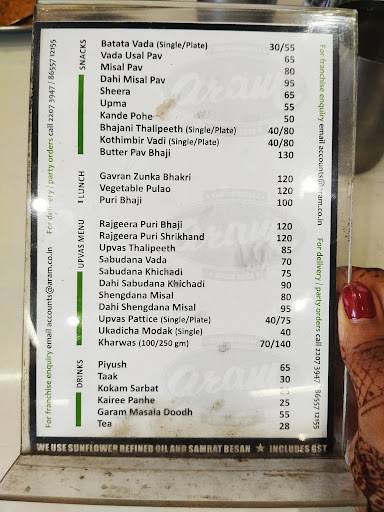 SNACKS
Batata Vada (Single/Plate) 30/55
Vada Usal Pav 65
Misal Pav 80
Dahi Misal Pav 95
Sheera 65
Upma 55
Kande Pohe 50
Bhajani Thalipeeth (Single/Plate) 40/80
Kothimbir Vadi (Single/Plate) 40/80
Butter Pav Bhaji 130
LUNCH
Gavran Zunka Bhakri 120
Vegetable Pulao 120
Puri Bhaji 100
UPVAS MENU
Rajgeera Puri Bhaji 120
Rajgeera Puri Shrikhand 120
Upvas Thalipeeth 85
Sabudana Vada 70
Sabudana Khichadi 75
Dahi Sabudana Khichadi 90
Shengdana Misal 80
Dahi Shengdana Misal 95
Upvas Pattice (Single/Plate) 40/75
Ukadicha Modak (Single) 40
Kharwas (100/250 gm) 70/140
DRINKS
Piyush 65
Taak 30
Kokam Sarbat 25
Kairee Panhe 25
Garam Masala Doodh 55
Tea 28
WE USE SUNFLOWER REFINED OIL AND SAMRAT BESAN ★ INCLUDES GST
For franchise enquiry email accounts@aram.co.in For delivery / party orders call 2207 3947 / 86557 12155
For franchise enquiry email accounts@aram.co.in For delivery / party orders call 2207 3947 / 86557 12155